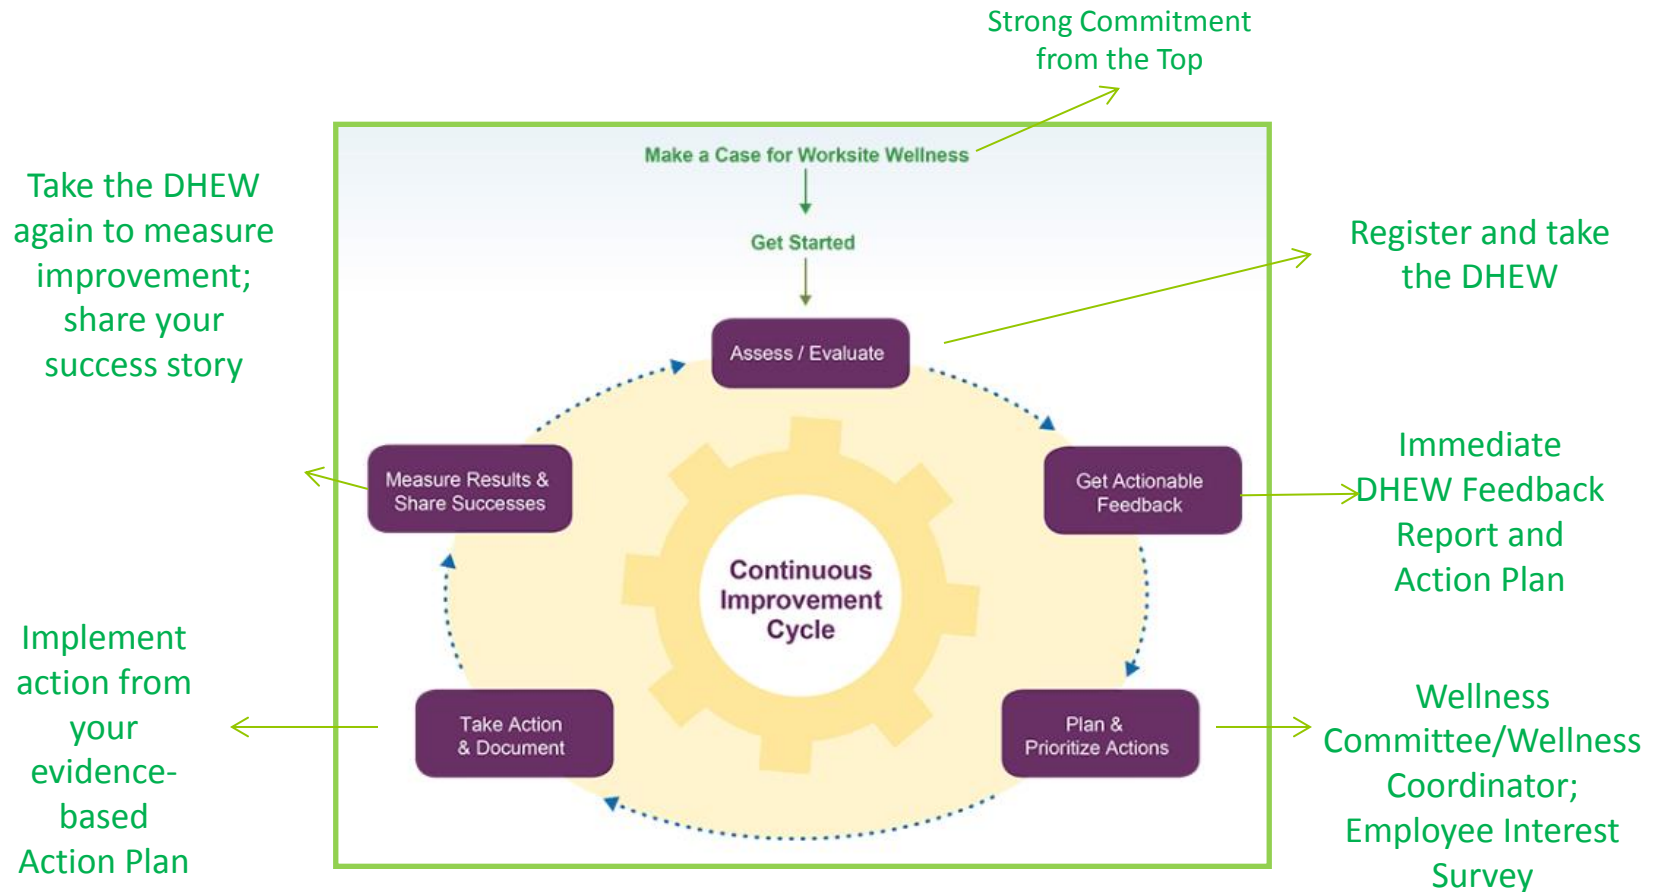 Strong Commitment
from the Top
Make a Case for Worksite Wellness
Get Started
Assess / Evaluate
Register and take
the DHEW
Get Actionable
Feedback
Immediate
DHEW Feedback
Report and
Action Plan
Plan &
Prioritize Actions
Wellness
Committee/Wellness
Coordinator;
Employee Interest
Survey
Take Action
& Document
Implement
action from
your
evidence-
based
Action Plan
Measure Results &
Share Successes
Take the DHEW
again to measure
improvement;
share your
success story
Continuous
Improvement
Cycle